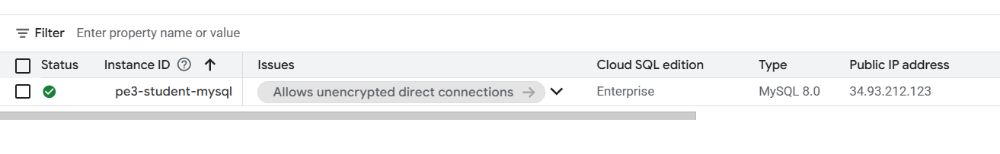 Filter Enter property name or value
Status Instance ID Issues Cloud SQL edition Type Public IP address
pe3-student-mysql Allows unencrypted direct connections Enterprise MySQL 8.0 34.93.212.123